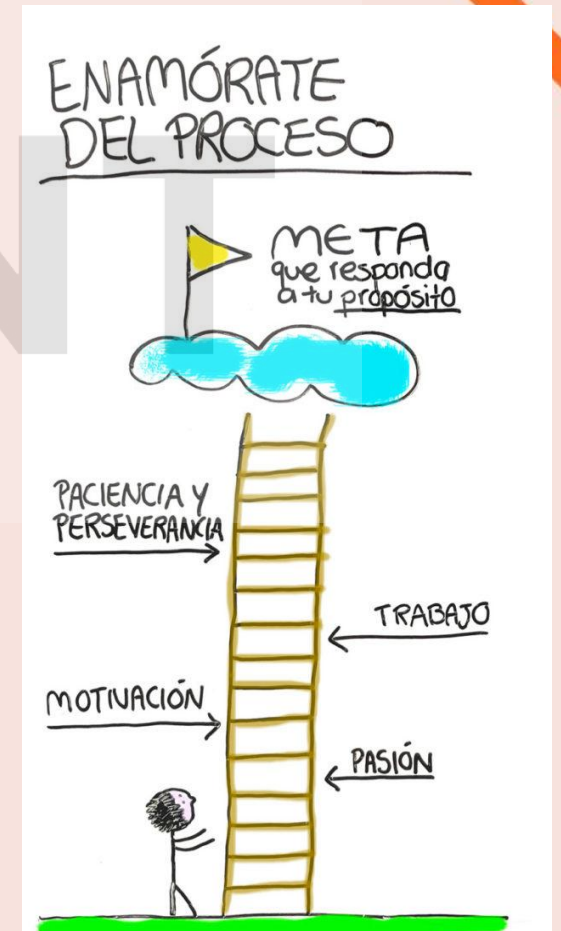 ENAMÓRATE
DEL PROCESO
META
que responda
a tu propósito
PACIENCIA Y
PERSEVERANCIA
TRABAJO
MOTIVACIÓN
PASIÓN